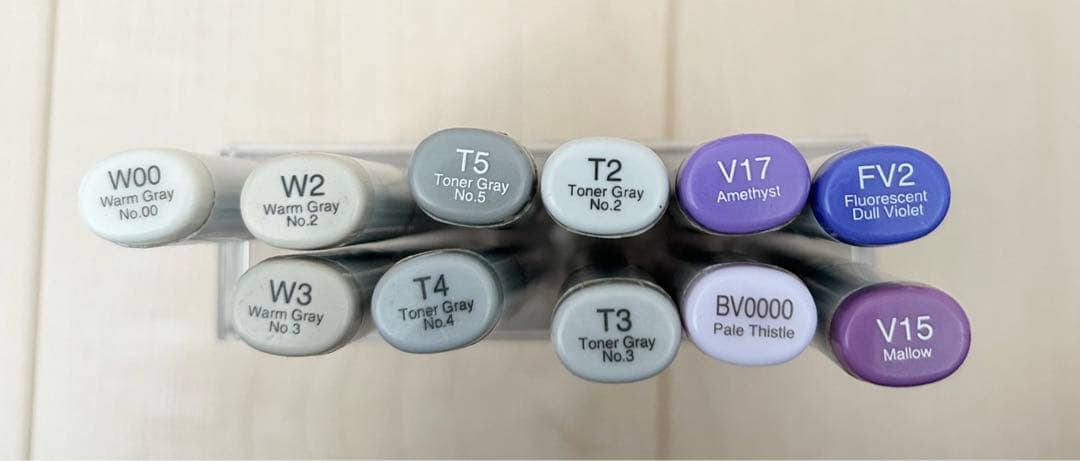 W00
Warm Gray
No.00
W2
Warm Gray
No.2
T5
Toner Gray
No.5
T2
Toner Gray
No.2
V17
Amethyst
FV2
Fluorescent
Dull Violet
W3
Warm Gray
No.3
T4
Toner Gray
No.4
T3
Toner Gray
No.3
BV0000
Pale Thistle
V15
Mallow